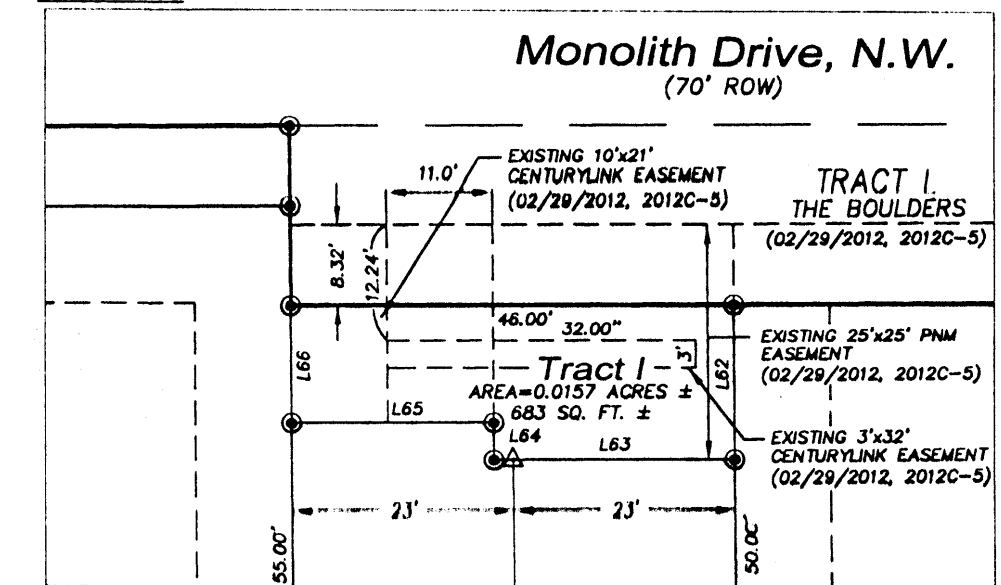 Monolith Drive, N.W.
(70' ROW)
EXISTING 10'x21'
CENTURYLINK EASEMENT
(02/29/2012, 2012C-5)
11.0'
TRACT I.
THE BOULDERS
(02/29/2012, 2012C-5)
8.32'
12.24'
46.00'
32.00"
3'
EXISTING 25'x25' PNM
EASEMENT
(02/29/2012, 2012C-5)
L66
L62
Tract I
AREA=0.0157 ACRES ±
683 SQ. FT. ±
L65
L64
L63
EXISTING 3'x32'
CENTURYLINK EASEMENT
(02/29/2012, 2012C-5)
23'
23'
55.00'
50.00'